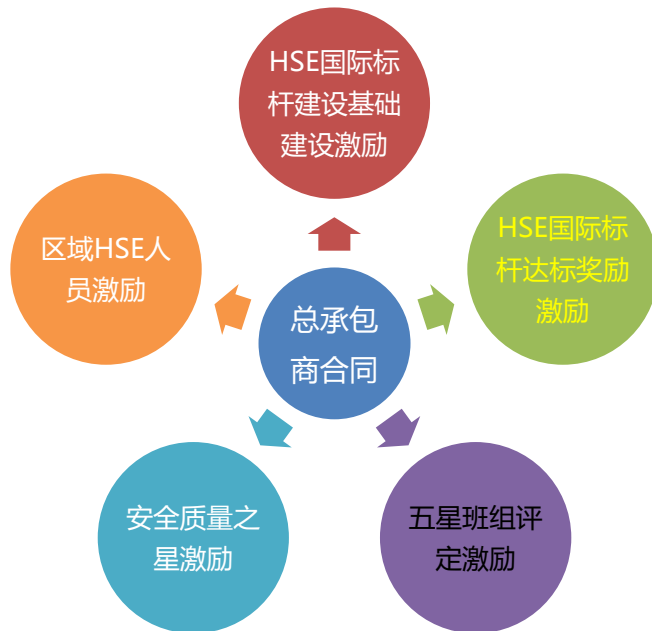 HSE国际标
杆建设基础
建设激励
区域HSE人
员激励
HSE国际标
杆达标奖励
激励
总承包
商合同
安全质量之
星激励
五星班组评
定激励